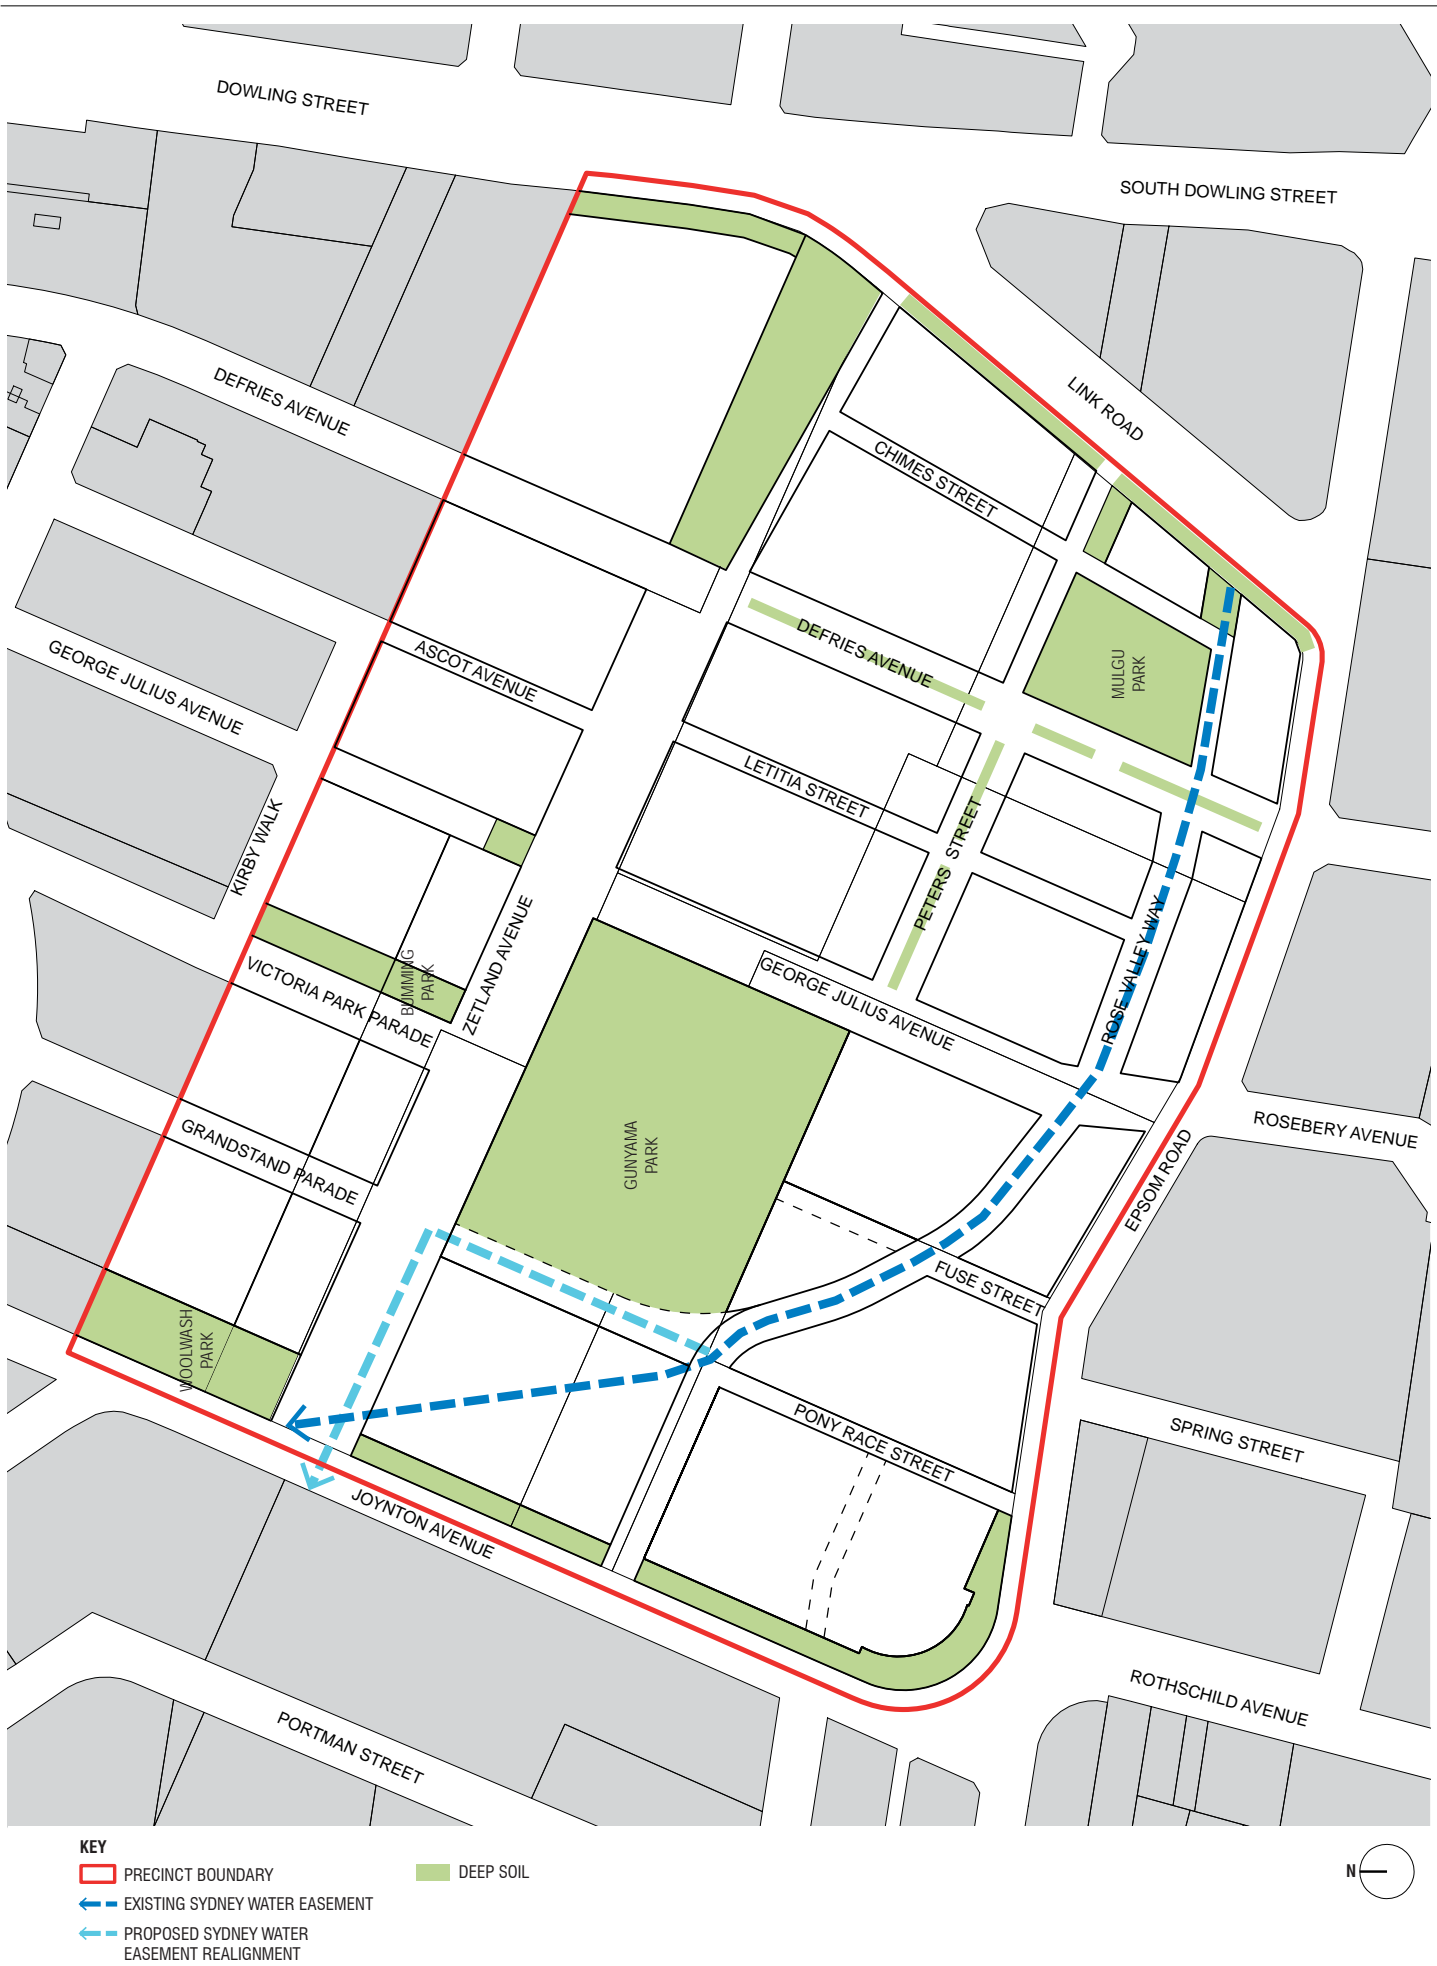 DOWLING STREET
SOUTH DOWLING STREET
LINK ROAD
DEFRIES AVENUE
CHIMES STREET
GEORGE JULIUS AVENUE
ASCOT AVENUE
DEFRIES AVENUE
MULGU
PARK
LETITIA STREET
KIRBY WALK
PETERS STREET
ZETLAND AVENUE
BUMMING
PARK
VICTORIA PARK PARADE
GEORGE JULIUS AVENUE
ROSE VALLEY WAY
GUNYAMA
PARK
GRANDSTAND PARADE
ROSEBERY AVENUE
EPSOM ROAD
FUSE STREET
WOOLWASH
PARK
PONY RACE STREET
SPRING STREET
JOYNTON AVENUE
ROTHSCHILD AVENUE
PORTMAN STREET
KEY
PRECINCT BOUNDARY
DEEP SOIL
EXISTING SYDNEY WATER EASEMENT
PROPOSED SYDNEY WATER
EASEMENT REALIGNMENT
N